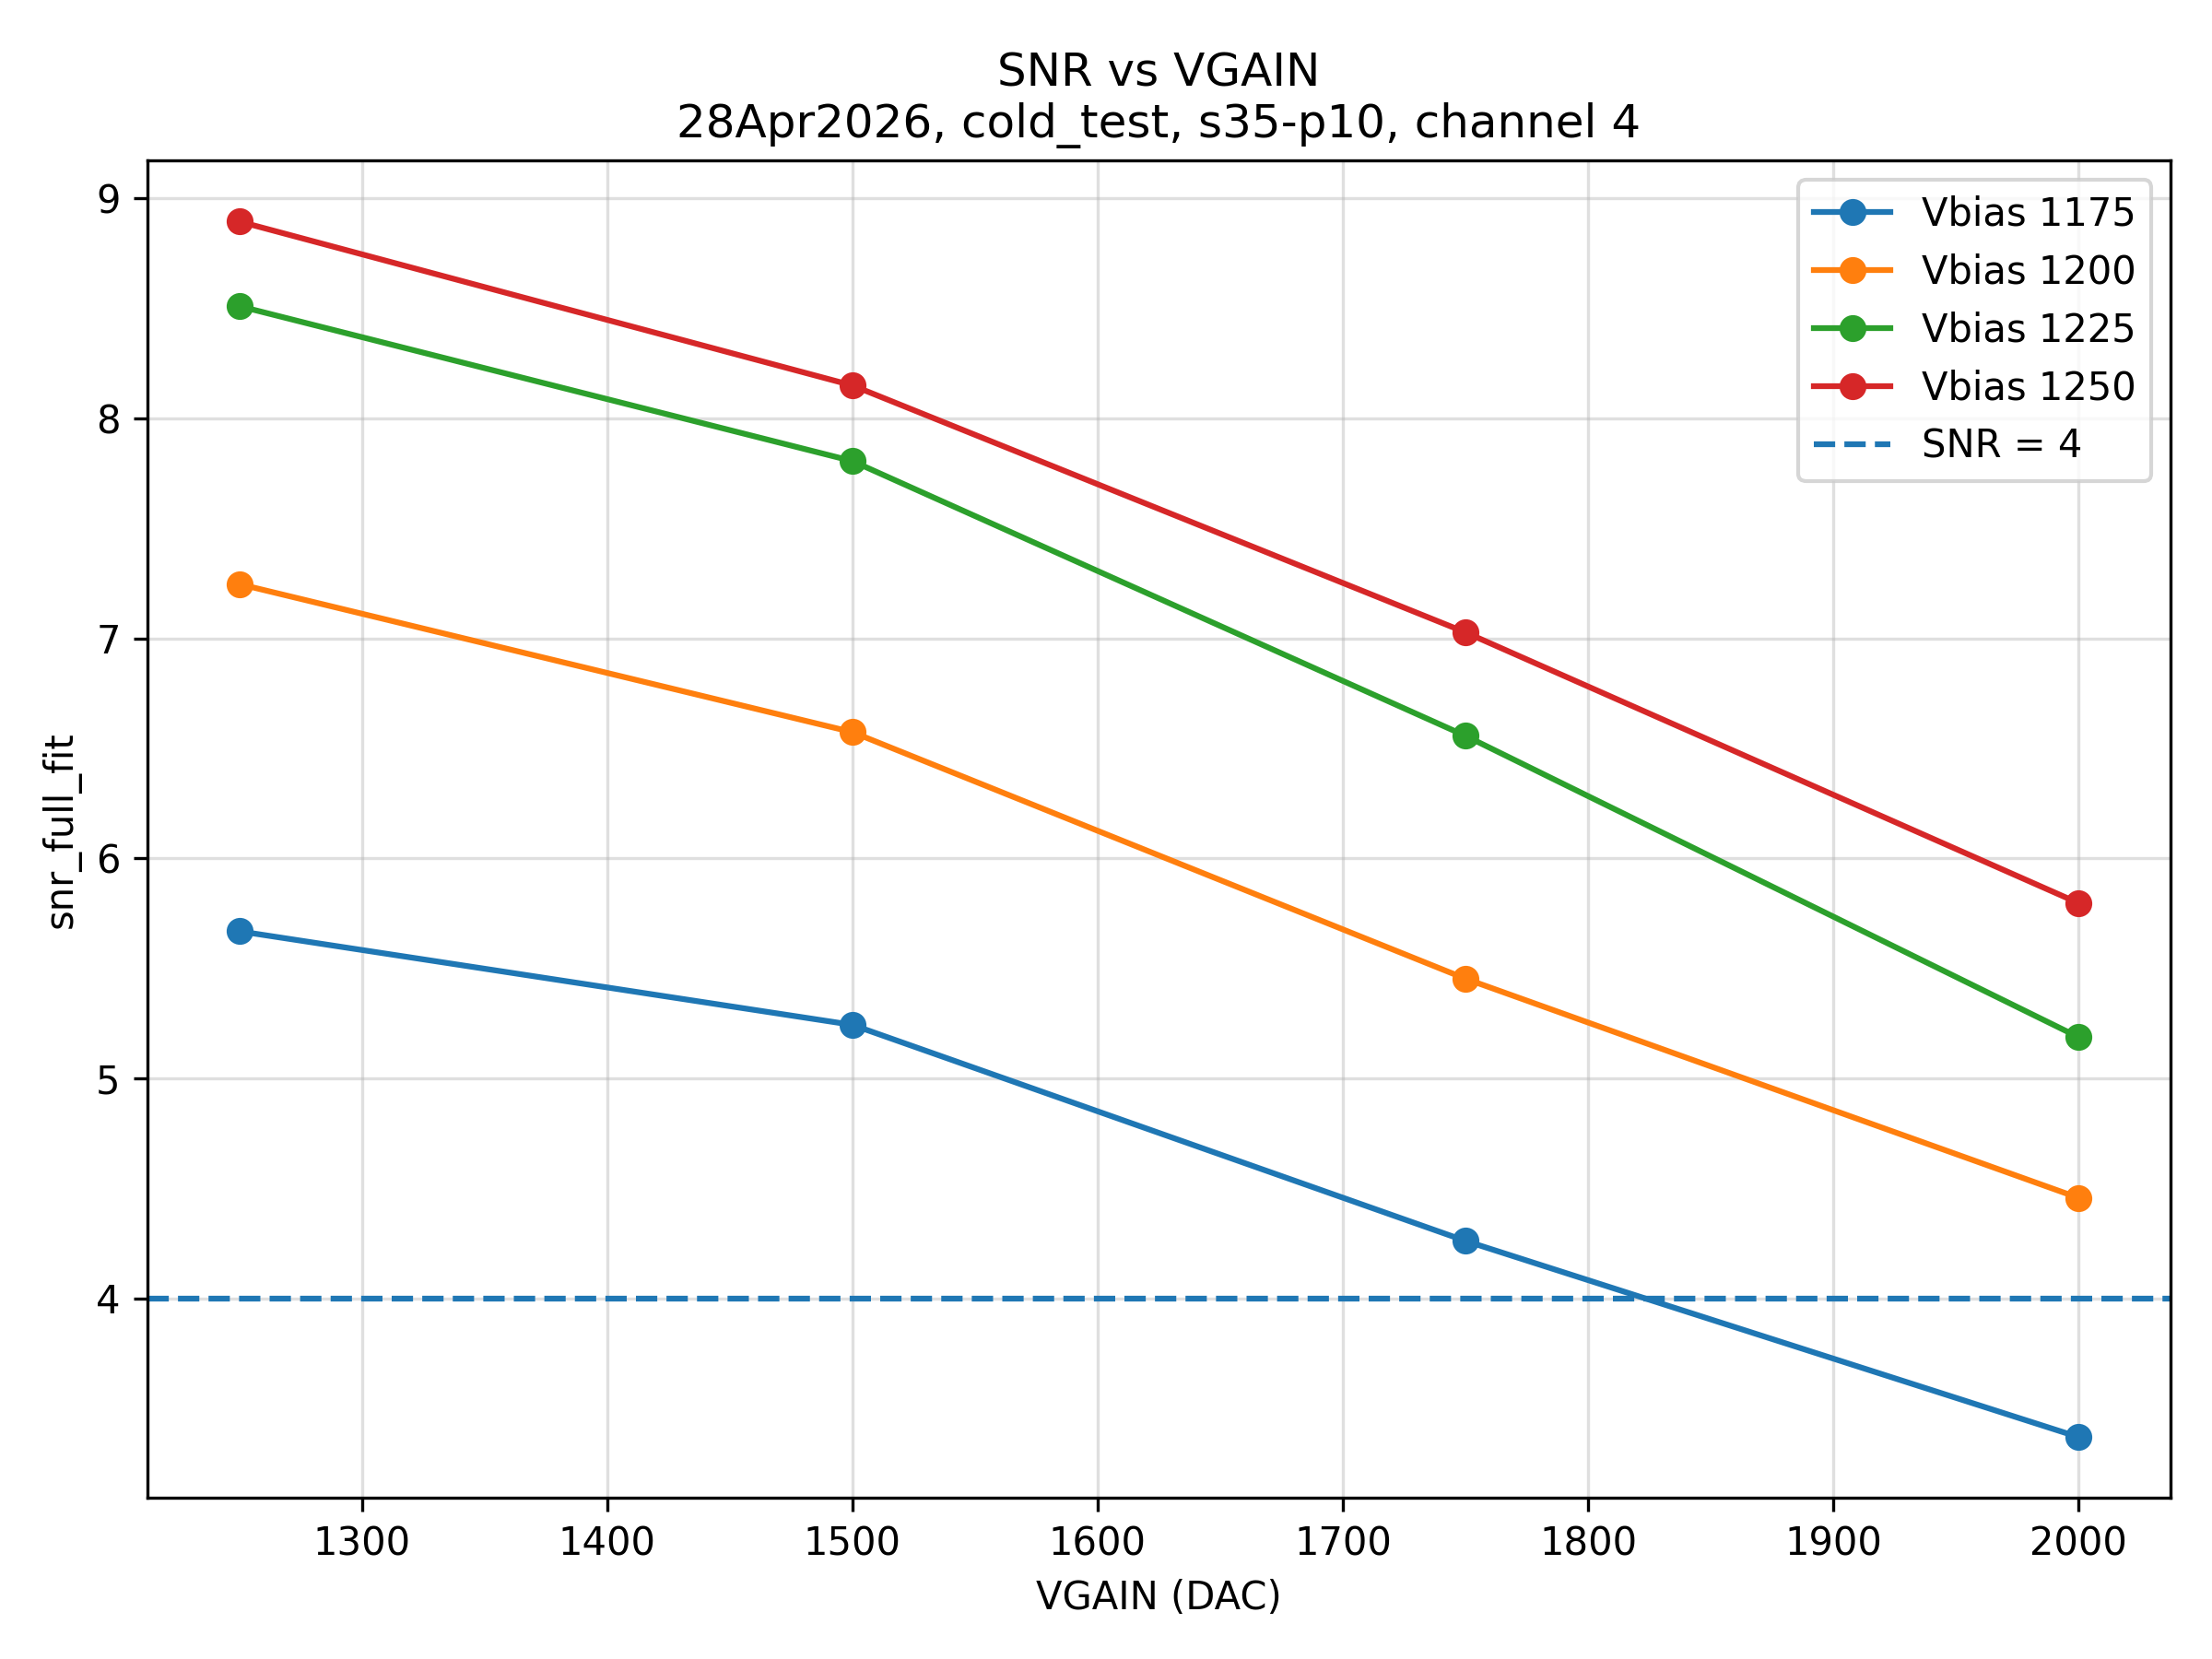 SNR vs VGAIN
28Apr2026, cold_test, s35-p10, channel 4
9
8
7
6
5
4
snr_full_fit
Vbias 1175
Vbias 1200
Vbias 1225
Vbias 1250
SNR = 4
1300 1400 1500 1600 1700 1800 1900 2000
VGAIN (DAC)